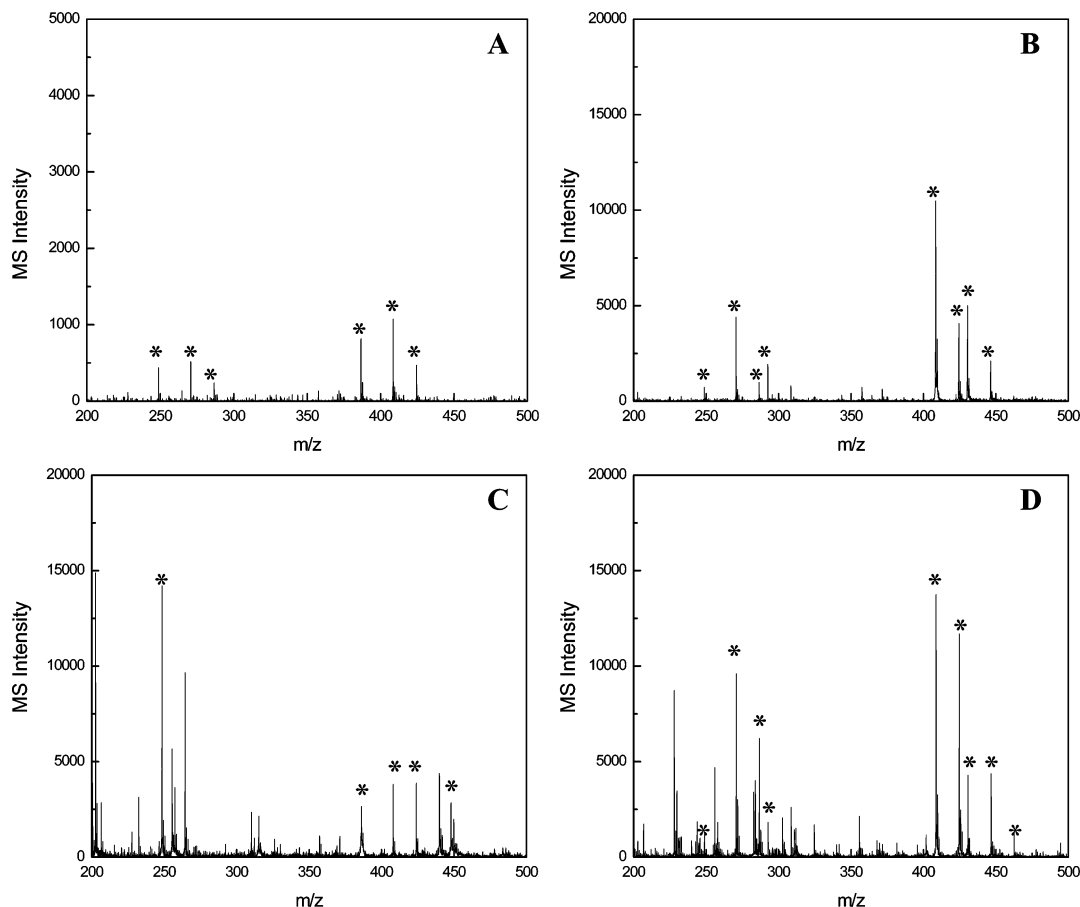 A
MS Intensity
5000
4000
3000
2000
1000
0
* * * * * *
200 250 300 350 400 450 500
m/z
B
MS Intensity
20000
15000
10000
5000
0
* * * * * * * *
200 250 300 350 400 450 500
m/z
C
MS Intensity
20000
15000
10000
5000
0
* * * * *
200 250 300 350 400 450 500
m/z
D
MS Intensity
20000
15000
10000
5000
0
* * * * * * * * *
200 250 300 350 400 450 500
m/z